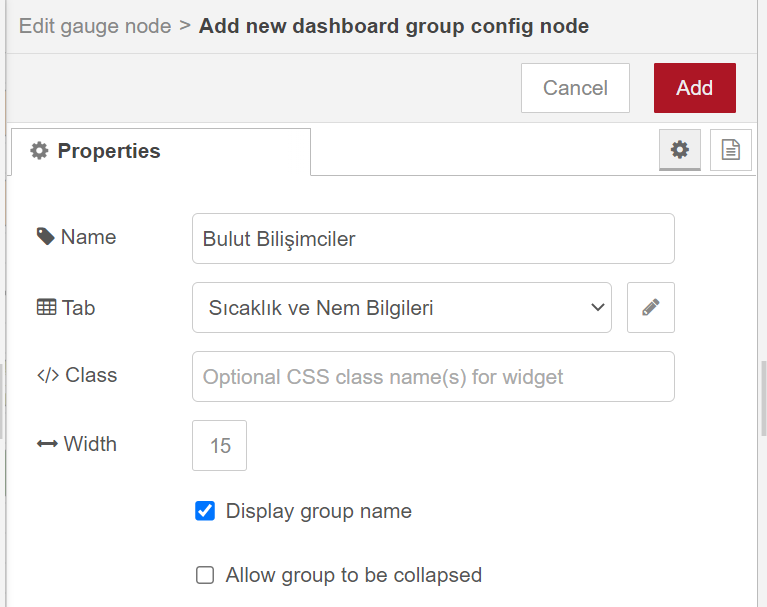 Edit gauge node > Add new dashboard group config node
Cancel
Add
Properties
Name
Bulut Bilişimciler
Tab
Sıcaklık ve Nem Bilgileri
</> Class
Optional CSS class name(s) for widget
Width
15
Display group name
Allow group to be collapsed